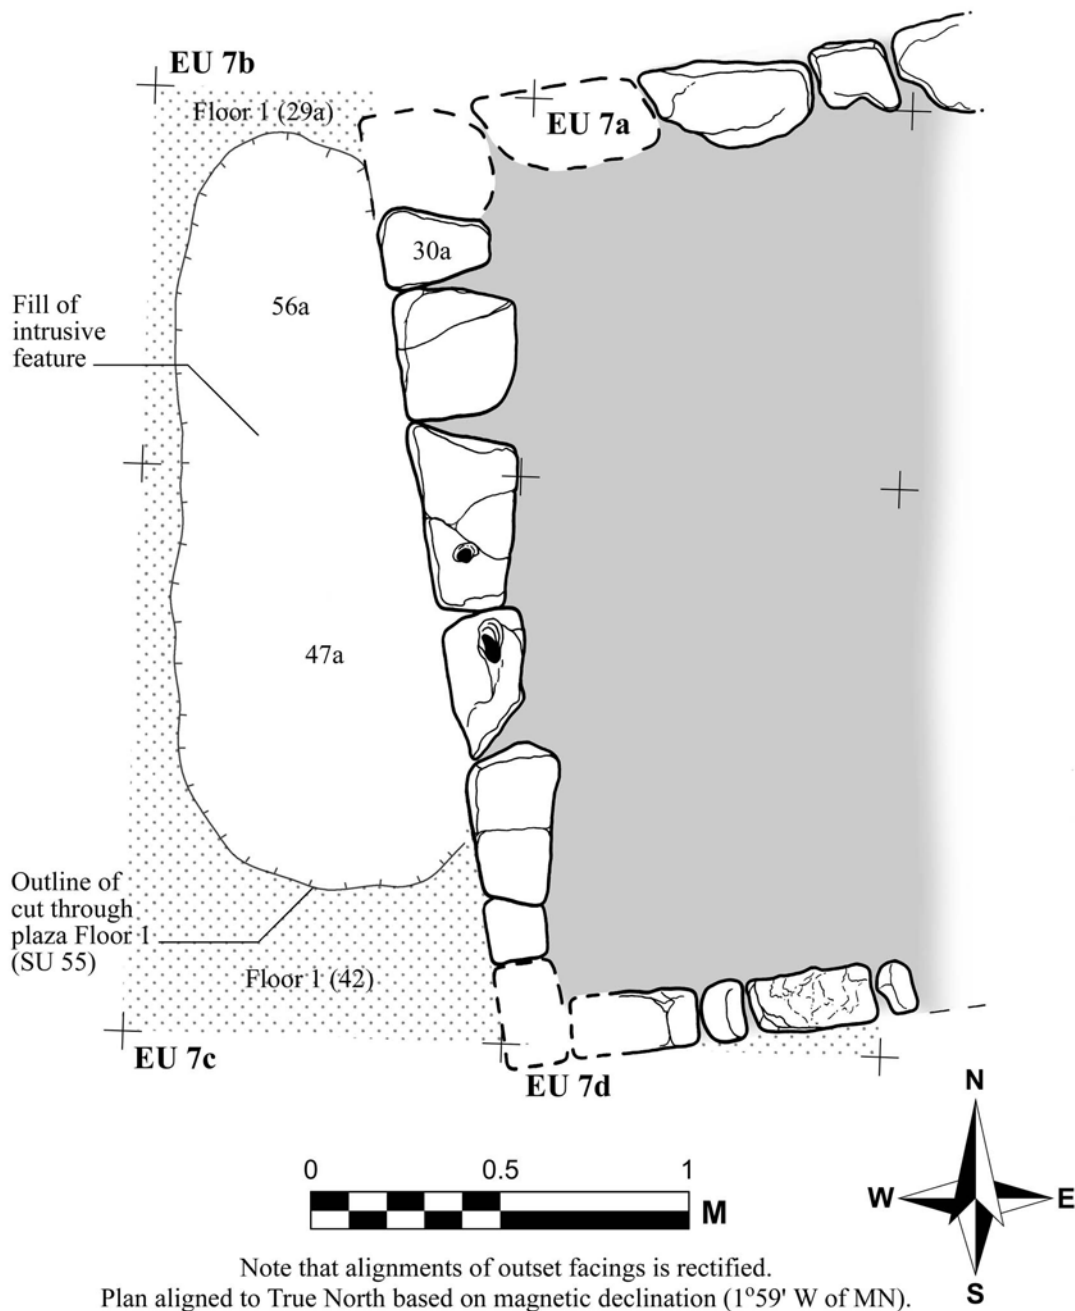 EU 7b
Floor 1 (29a)
EU 7a
30a
56a
Fill of
intrusive
feature
47a
Outline of
cut through
plaza Floor 1
(SU 55)
Floor 1 (42)
EU 7c
EU 7d
N
W
E
S
0
0.5
1
M
Note that alignments of outset facings is rectified.
Plan aligned to True North based on magnetic declination (1°59' W of MN).